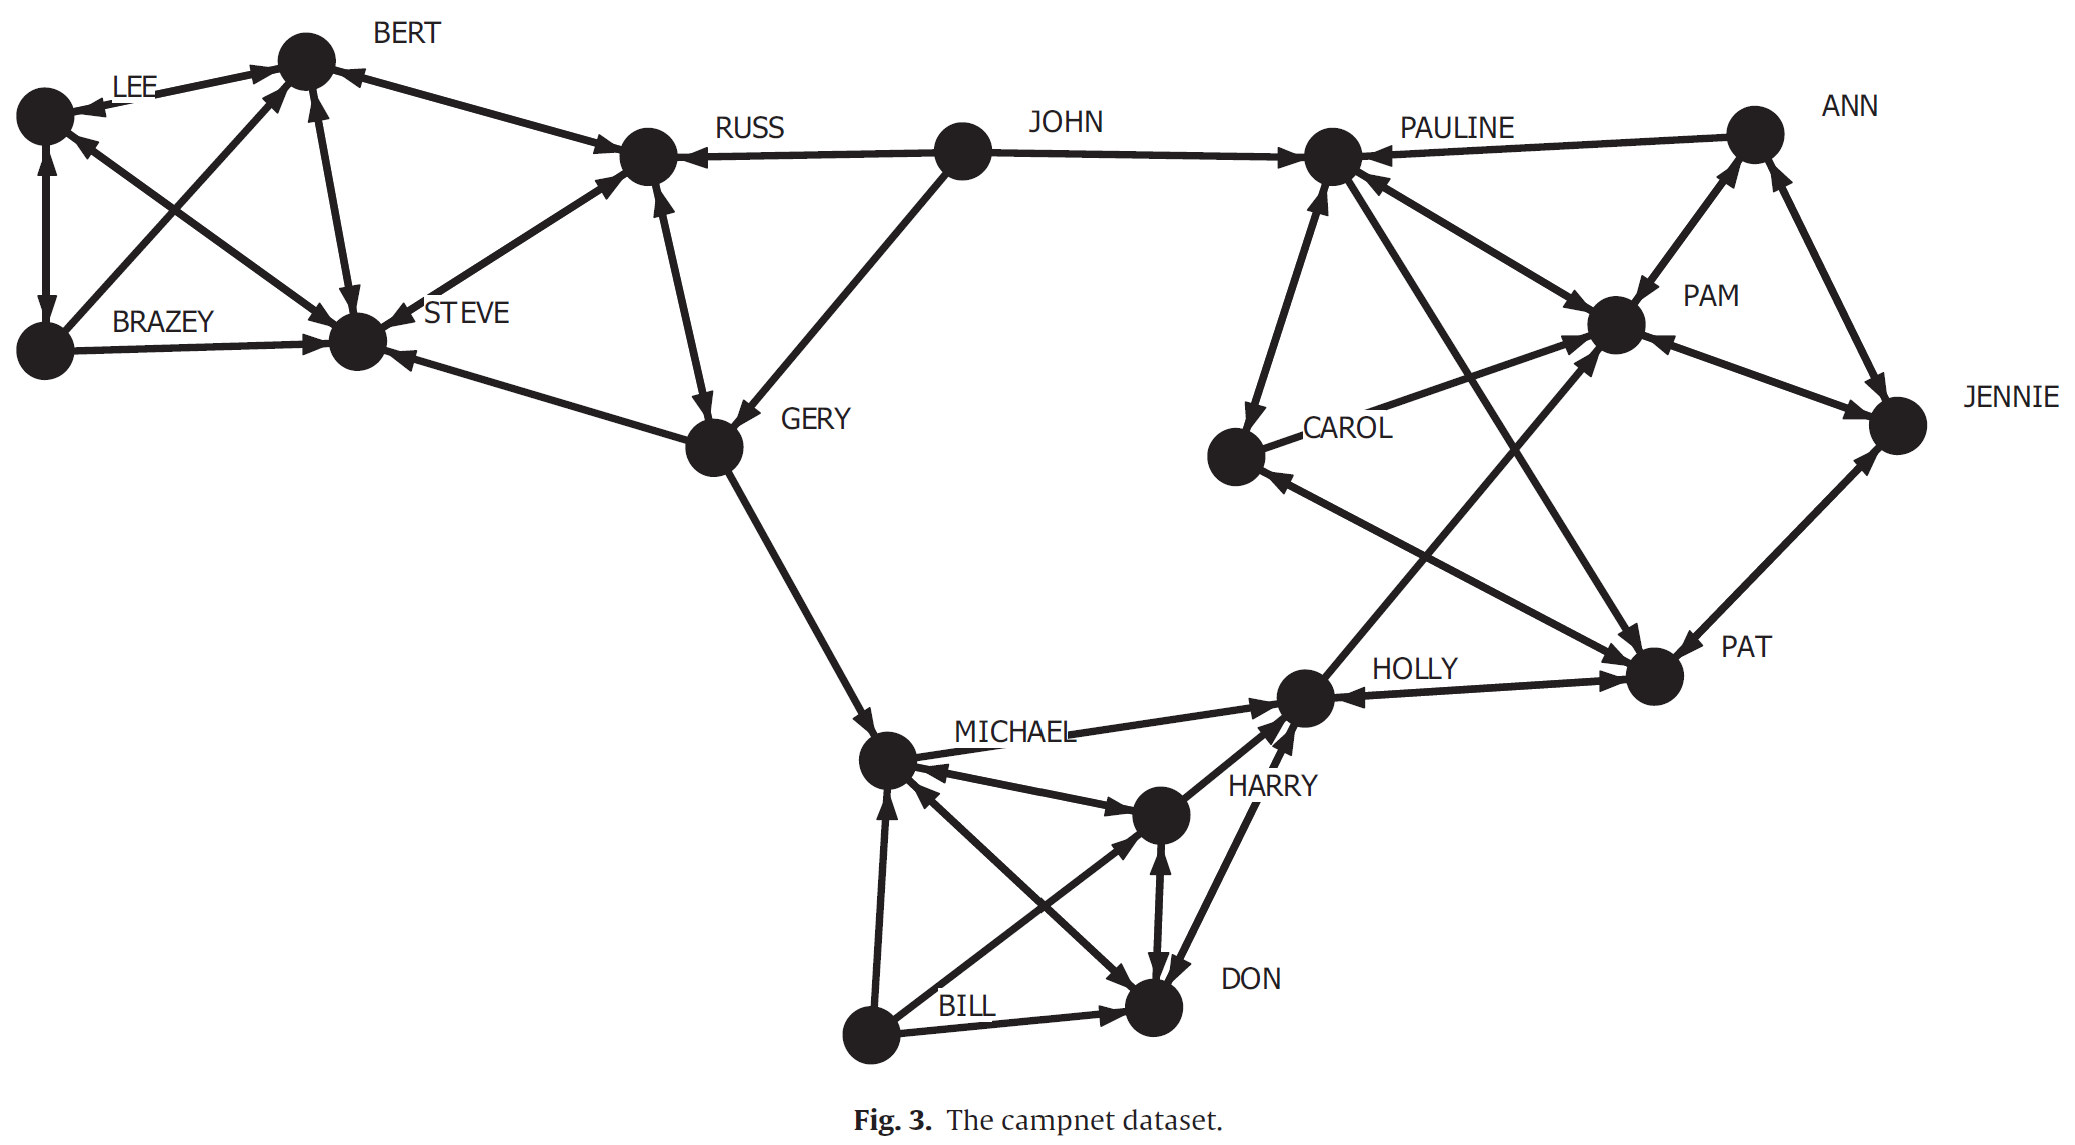 BERT
LEE
ANN
JOHN
RUSS
PAULINE
PAM
STEVE
BRAZEY
JENNIE
GERY
CAROL
PAT
HOLLY
MICHAEL
HARRY
DON
BILL
Fig. 3. The campnet dataset.